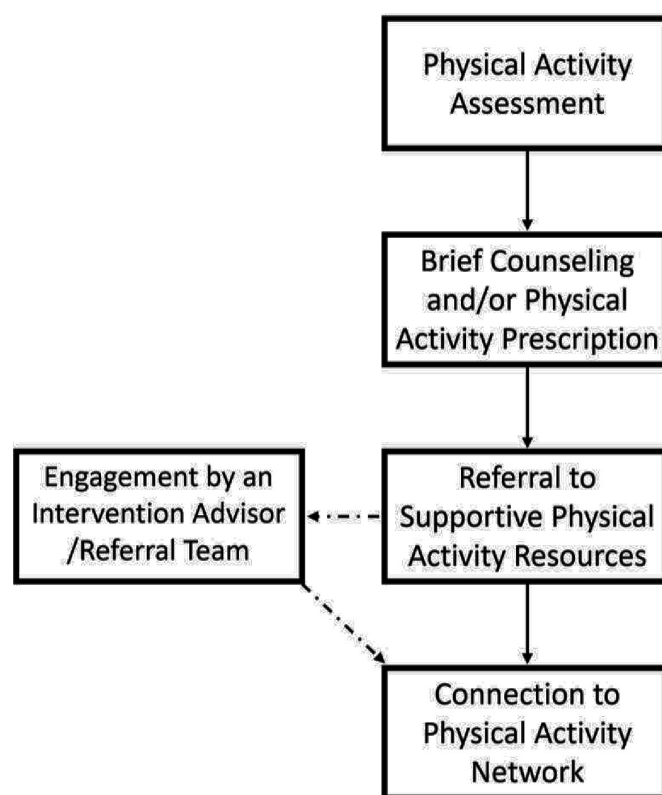 Physical Activity
Assessment
Brief Counseling
and/or Physical
Activity Prescription
Engagement by an
Intervention Advisor
/Referral Team
Referral to
Supportive Physical
Activity Resources
Connection to
Physical Activity
Network